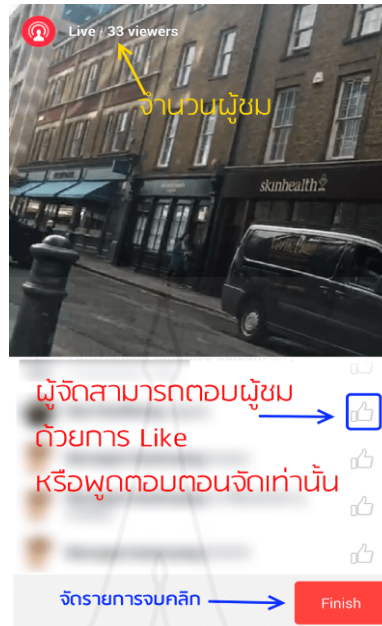 Live · 33 viewers
จำนวนผู้ชม
skinhealth
ผู้จัดสามารถตอบผู้ชม
ด้วยการ Like
หรือพูดตอบตอนจัดเท่านั้น
จัดรายการจบคลิก
Finish